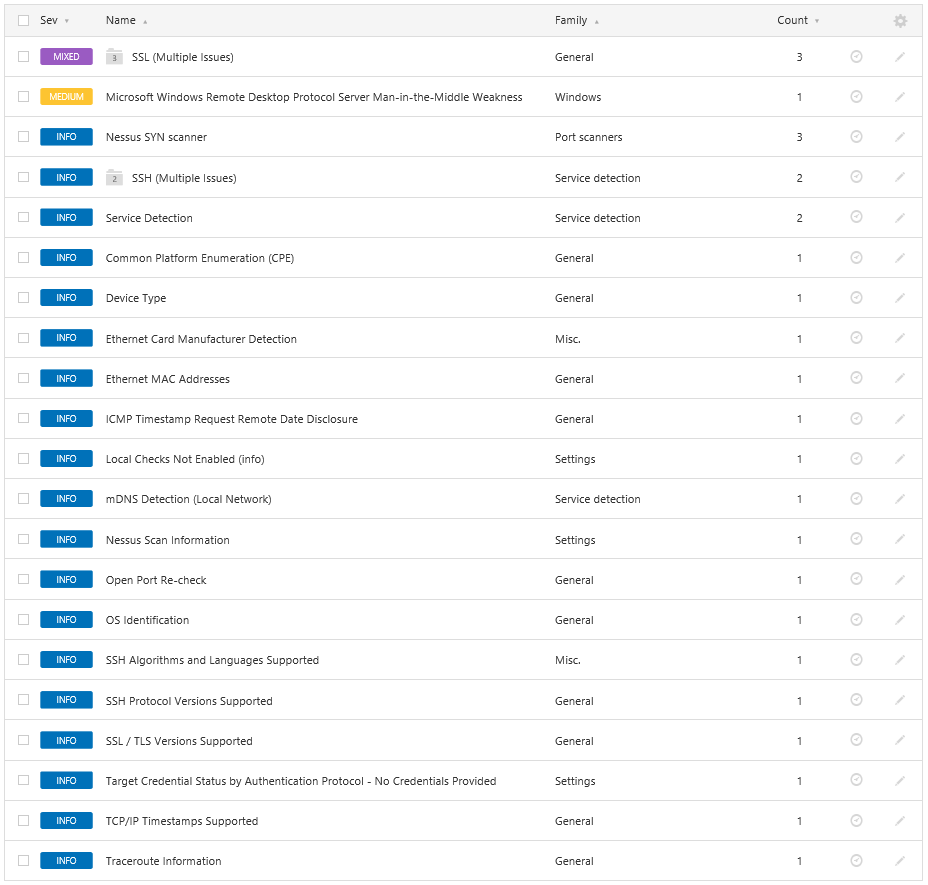 Sev Name Family Count
MIXED 3 SSL (Multiple Issues) General 3
MEDIUM Microsoft Windows Remote Desktop Protocol Server Man-in-the-Middle Weakness Windows 1
INFO Nessus SYN scanner Port scanners 3
INFO 2 SSH (Multiple Issues) Service detection 2
INFO Service Detection Service detection 2
INFO Common Platform Enumeration (CPE) General 1
INFO Device Type General 1
INFO Ethernet Card Manufacturer Detection Misc. 1
INFO Ethernet MAC Addresses General 1
INFO ICMP Timestamp Request Remote Date Disclosure General 1
INFO Local Checks Not Enabled (info) Settings 1
INFO mDNS Detection (Local Network) Service detection 1
INFO Nessus Scan Information Settings 1
INFO Open Port Re-check General 1
INFO OS Identification General 1
INFO SSH Algorithms and Languages Supported Misc. 1
INFO SSH Protocol Versions Supported General 1
INFO SSL / TLS Versions Supported General 1
INFO Target Credential Status by Authentication Protocol - No Credentials Provided Settings 1
INFO TCP/IP Timestamps Supported General 1
INFO Traceroute Information General 1